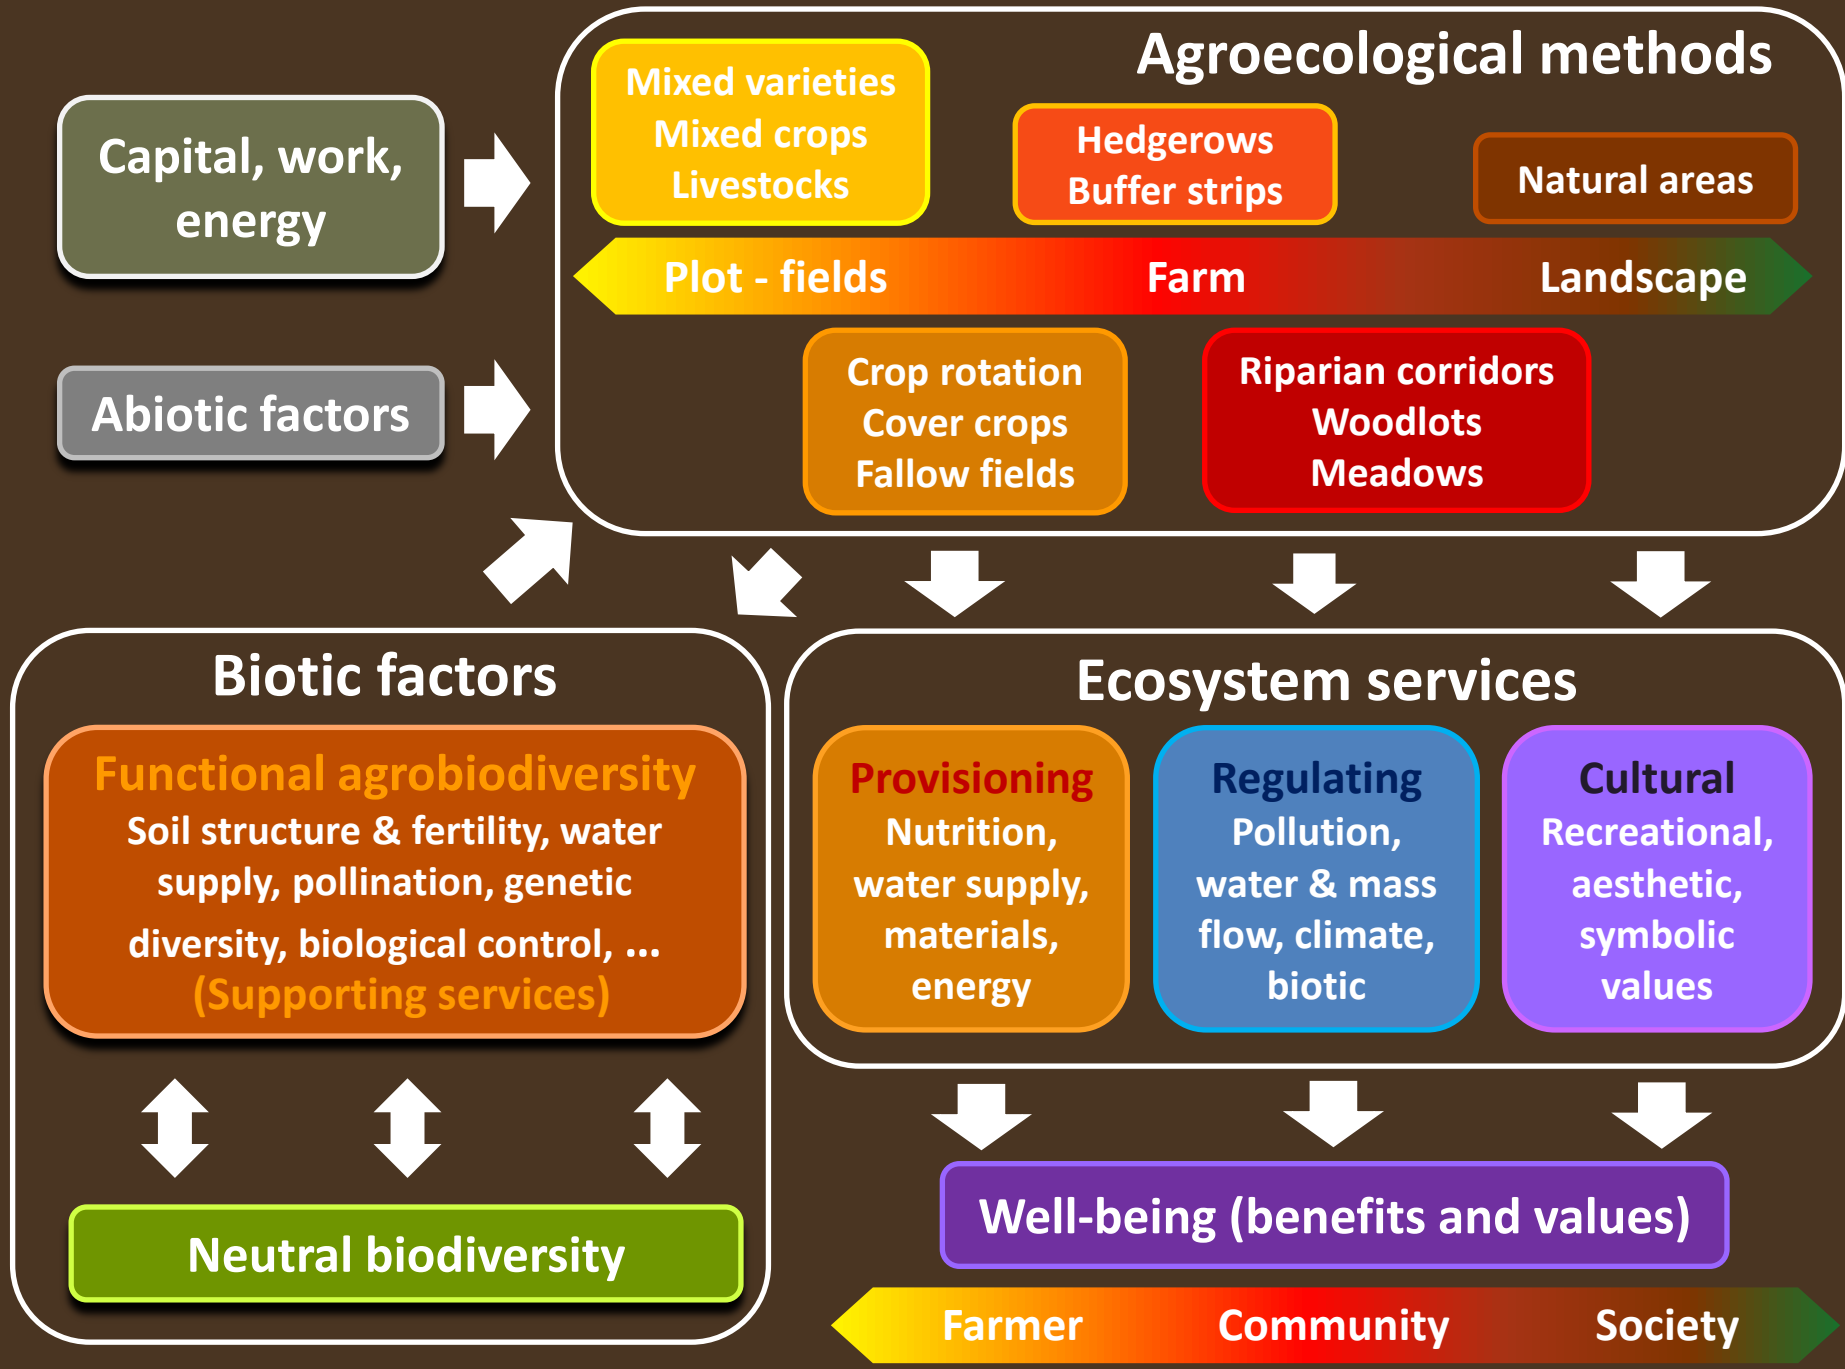 Agroecological methods
Capital, work,
energy
Abiotic factors
Mixed varieties
Mixed crops
Livestocks
Hedgerows
Buffer strips
Natural areas
Plot - fields
Farm
Landscape
Crop rotation
Cover crops
Fallow fields
Riparian corridors
Woodlots
Meadows
Biotic factors
Functional agrobiodiversity
Soil structure & fertility, water
supply, pollination, genetic
diversity, biological control, ...
(Supporting services)
Neutral biodiversity
Ecosystem services
Provisioning
Nutrition,
water supply,
materials,
energy
Regulating
Pollution,
water & mass
flow, climate,
biotic
Cultural
Recreational,
aesthetic,
symbolic
values
Well-being (benefits and values)
Farmer
Community
Society